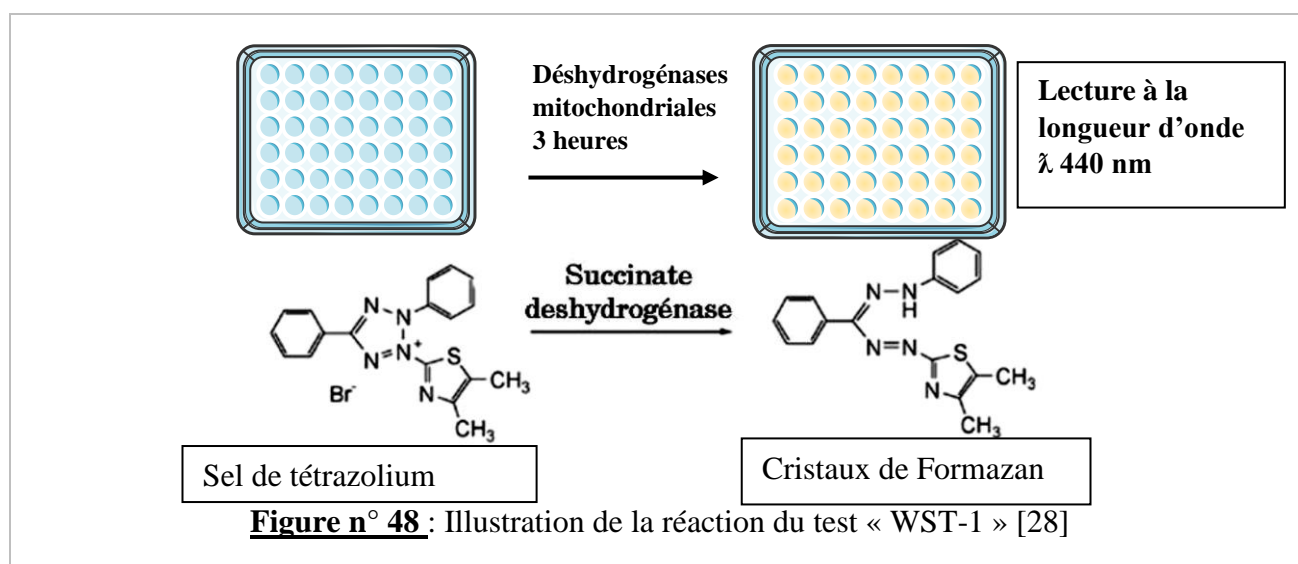 Déshydrogénases
mitochondriales
3 heures
Lecture à la
longueur d’onde
λ 440 nm
Succinate
deshydrogénase
N
N
N
N+
Br-
S
N
CH3
CH3
N
N
H
N
N
S
N
CH3
CH3
Sel de tétrazolium
Cristaux de Formazan
Figure n° 48 : Illustration de la réaction du test « WST-1 » [28]